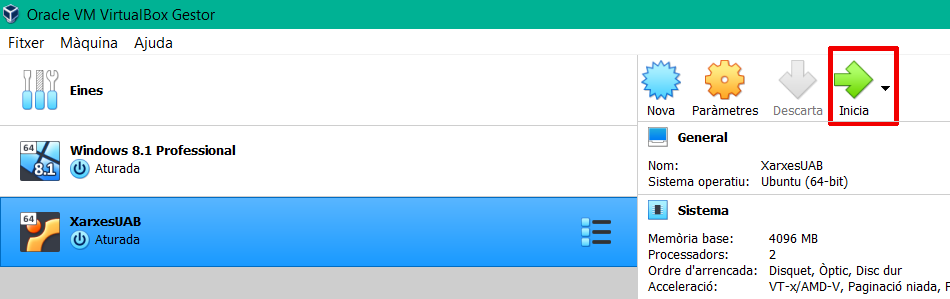 Oracle VM VirtualBox Gestor
Fitxer Màquina Ajuda
Eines
Nova Paràmetres Descarta Inicia
64
8.1
Windows 8.1 Professional
Aturada
64
XarxesUAB
Aturada
General
Nom: XarxesUAB
Sistema operatiu: Ubuntu (64-bit)
Sistema
Memòria base: 4096 MB
Processadors: 2
Ordre d'arrencada: Disquet, Òptic, Disc dur
Acceleració: VT-x/AMD-V, Paginació niada,